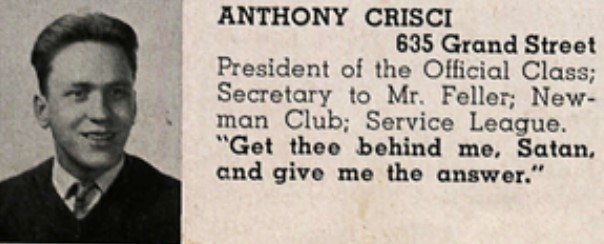 ANTHONY CRISCI
635 Grand Street
President of the Official Class;
Secretary to Mr. Feller; New-
man Club; Service League.
"Get thee behind me, Satan,
and give me the answer."